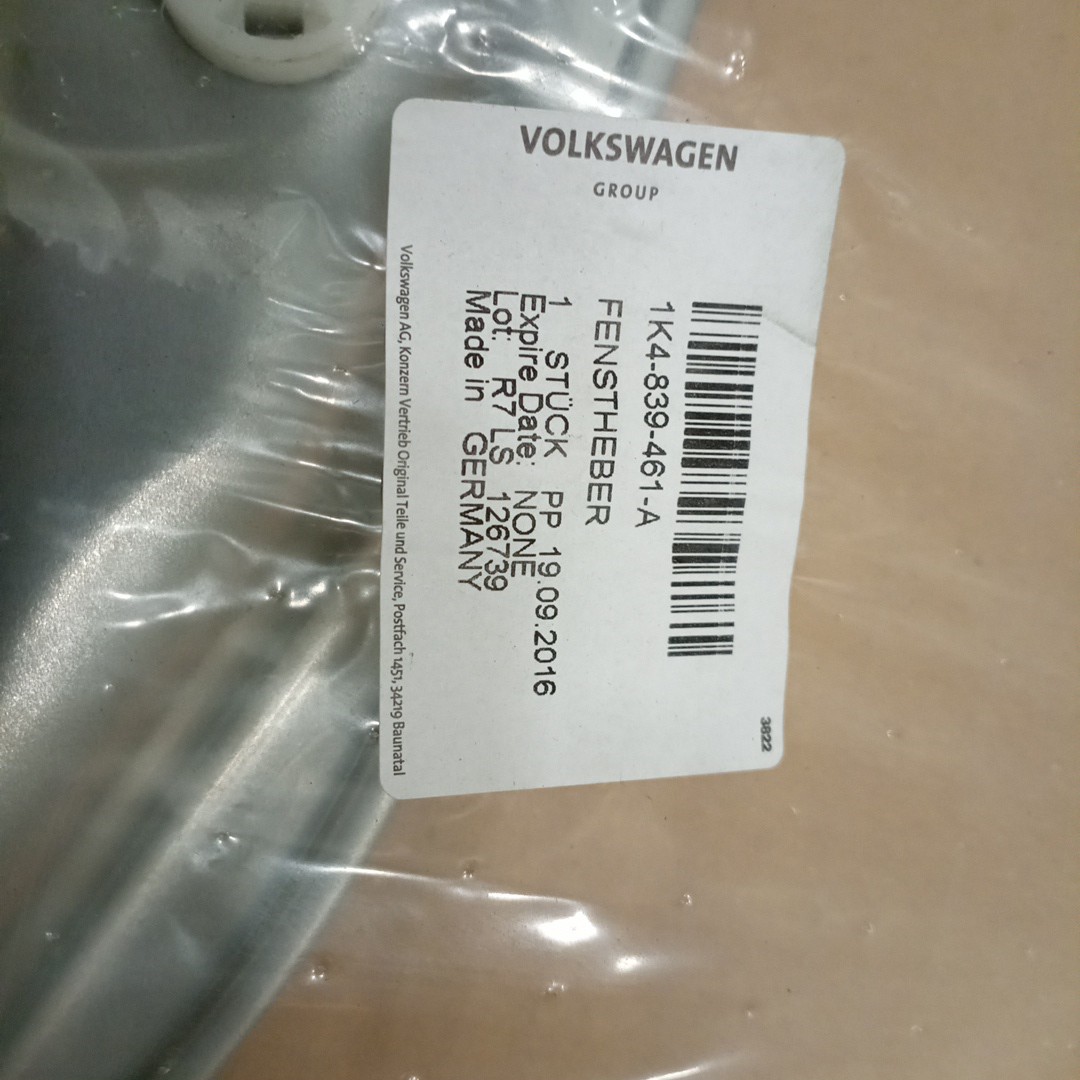 VOLKSWAGEN
GROUP
3822
1K4-839-461-A
FENSTHEBER
1 STÜCK PP 19.09.2016
Expire Date: NONE
Lot: R7 LS 126739
Made in GERMANY
Volkswagen AG, Konzern Vertrieb Original Teile und Service, Postfach 1451, 34219 Baunatal